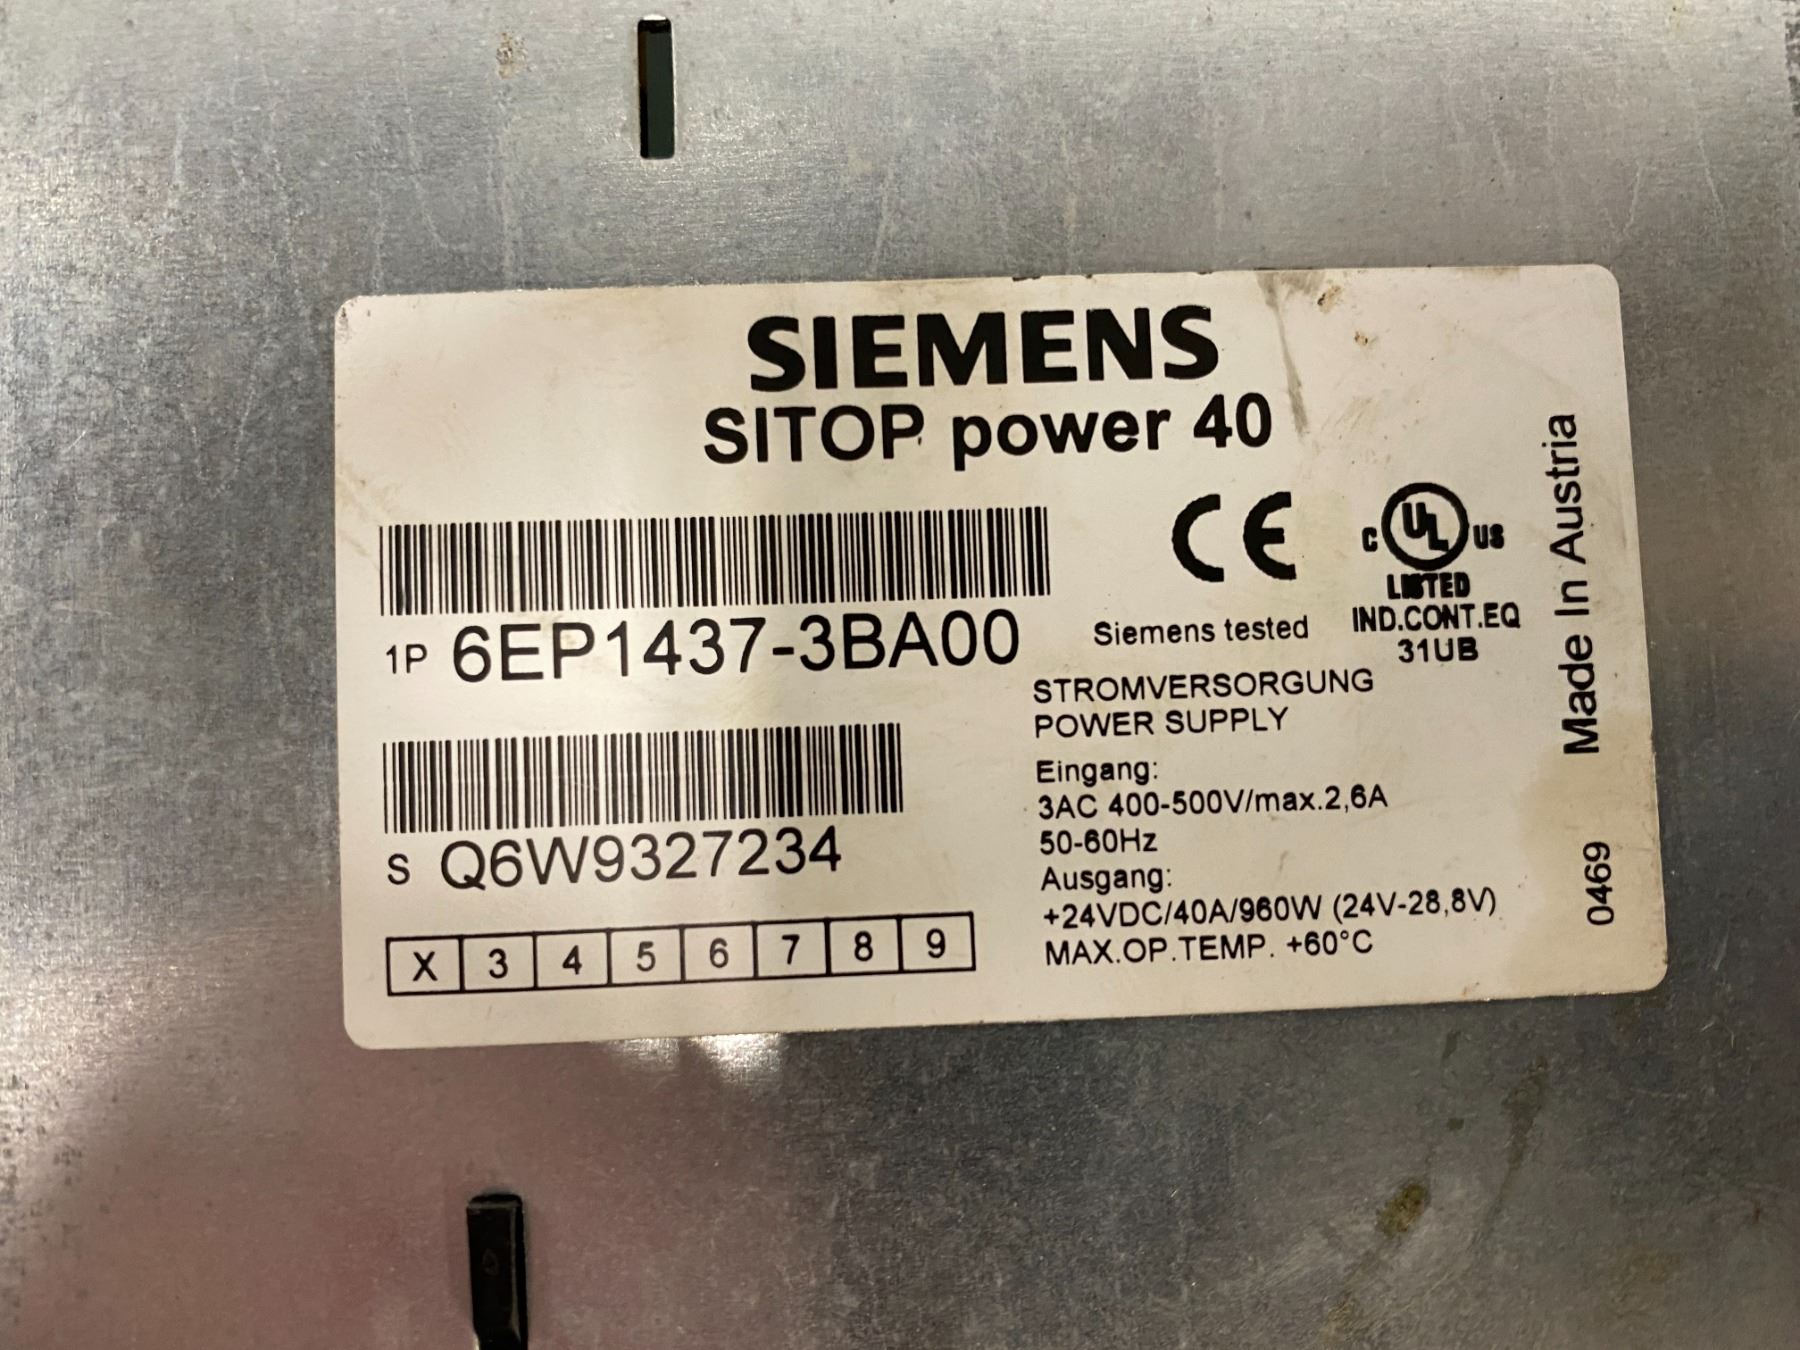 SIEMENS
SITOP power 40
1P 6EP1437-3BA00
S Q6W9327234
X 3 4 5 6 7 8 9
CE
Siemens tested
C UL US
LISTED
IND.CONT.EQ
31UB
STROMVERSORGUNG
POWER SUPPLY
Eingang:
3AC 400-500V/max.2,6A
50-60Hz
Ausgang:
+24VDC/40A/960W (24V-28,8V)
MAX.OP.TEMP. +60°C
Made In Austria
0469